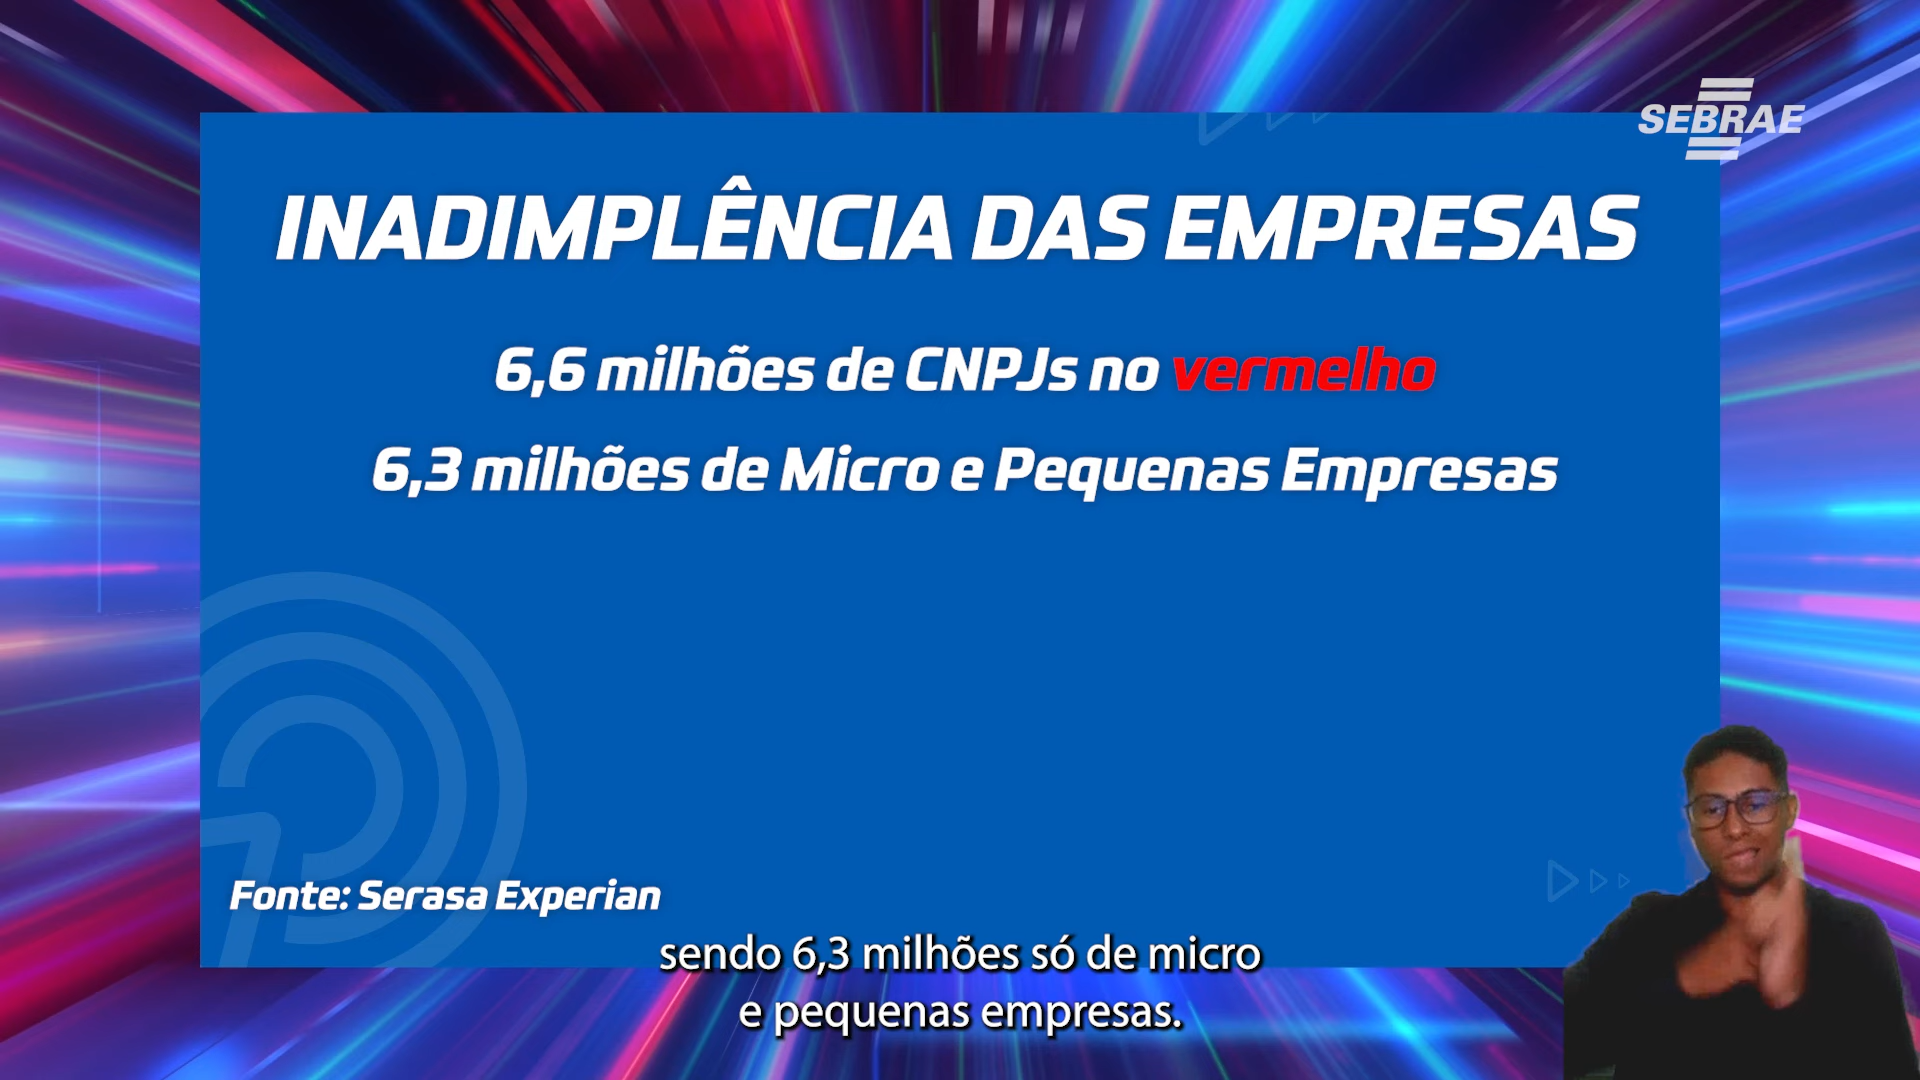 SEBRAE
INADIMPLÊNCIA DAS EMPRESAS
6,6 milhões de CNPJs no vermelho
6,3 milhões de Micro e Pequenas Empresas
Fonte: Serasa Experian
sendo 6,3 milhões só de micro
e pequenas empresas.